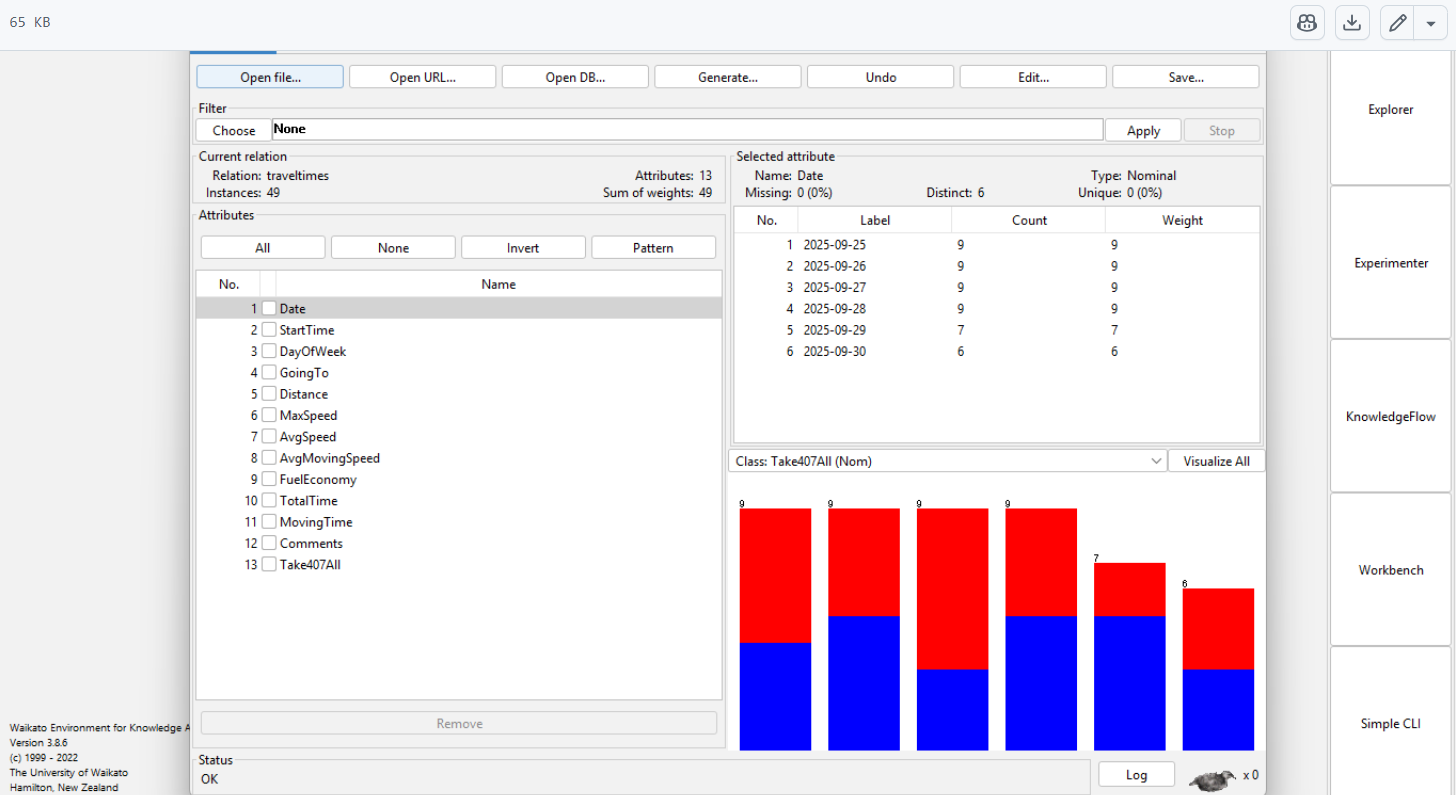 65 KB
Open file... Open URL... Open DB... Generate... Undo Edit... Save...
Filter
Choose None Apply Stop
Current relation
Relation: traveltimes Attributes: 13
Instances: 49 Sum of weights: 49
Attributes
All None Invert Pattern
No. Name
1 Date
2 StartTime
3 DayOfWeek
4 GoingTo
5 Distance
6 MaxSpeed
7 AvgSpeed
8 AvgMovingSpeed
9 FuelEconomy
10 TotalTime
11 MovingTime
12 Comments
13 Take407All
Remove
Selected attribute
Name: Date Type: Nominal
Missing: 0 (0%) Distinct: 6 Unique: 0 (0%)
No. Label Count Weight
1 2025-09-25 9 9
2 2025-09-26 9 9
3 2025-09-27 9 9
4 2025-09-28 9 9
5 2025-09-29 7 7
6 2025-09-30 6 6
Class: Take407All (Nom) Visualize All
9 9 9 9 7 6
Status
OK
Log x 0
Explorer
Experimenter
KnowledgeFlow
Workbench
Simple CLI
Waikato Environment for Knowledge A
Version 3.8.6
(c) 1999 - 2022
The University of Waikato
Hamilton, New Zealand